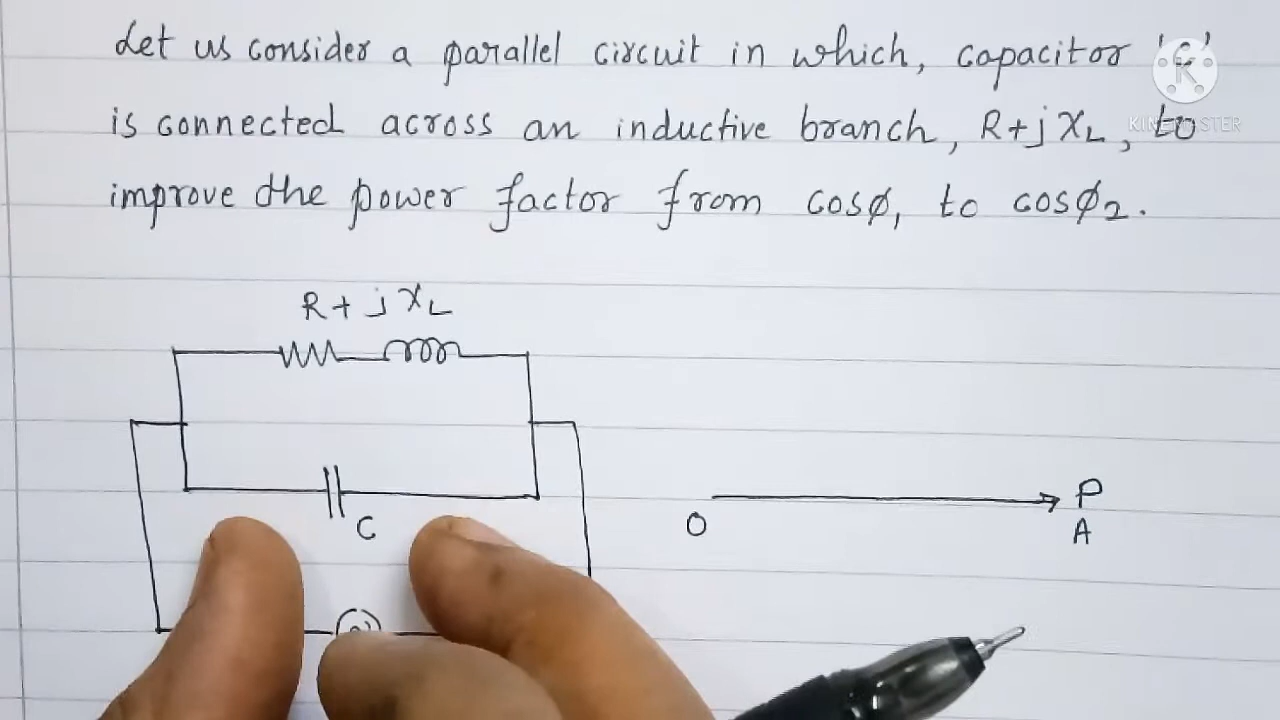 Let us consider a parallel circuit in which, capacitor 'C'
is connected across an inductive branch, R+jXL, to
improve the power factor from cosφ1 to cosφ2.
R+jXL
C
O
P
A
KINEMASTER